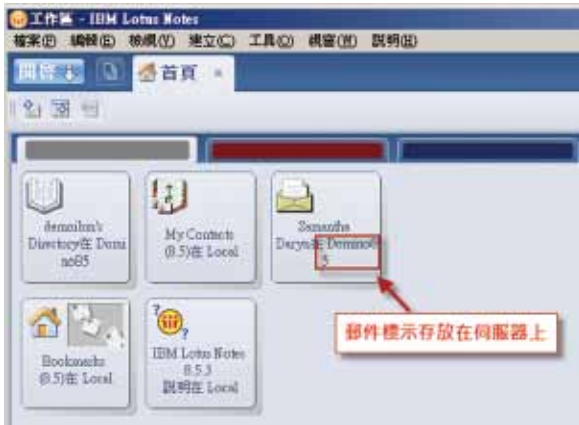 工作區 - IBM Lotus Notes
檔案(F) 編輯(E) 檢視(V) 建立(C) 工具(O) 視窗(W) 說明(H)
開啟 首頁
demoilun's
Directory在 Domi
no85
My Contacts
(8.5)在 Local
Samantha
Daryn在 Domino8
5
郵件標示存放在伺服器上
Bookmarks
(8.5)在 Local
IBM Lotus Notes
8.5.3
說明在 Local